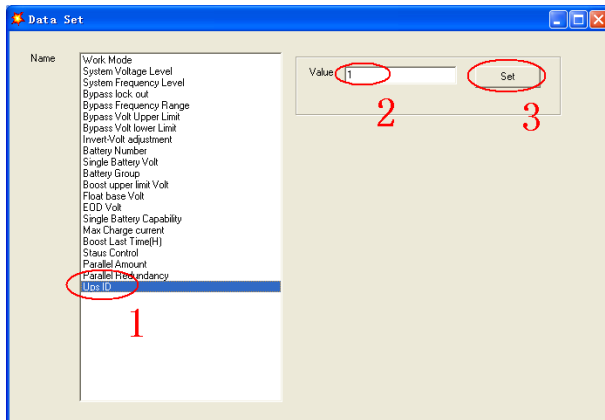 Data Set
Name
Work Mode
System Voltage Level
System Frequency Level
Bypass lock out
Bypass Frequency Range
Bypass Volt Upper Limit
Bypass Volt lower Limit
Invert-Volt adjustment
Battery Number
Single Battery Volt
Battery Group
Boost upper limit Volt
Float base Volt
EOD Volt
Single Battery Capability
Max Charge current
Boost Last Time(H)
Staus Control
Parallel Amount
Parallel Redundancy
Ups ID
1
Value 1
2
Set
3